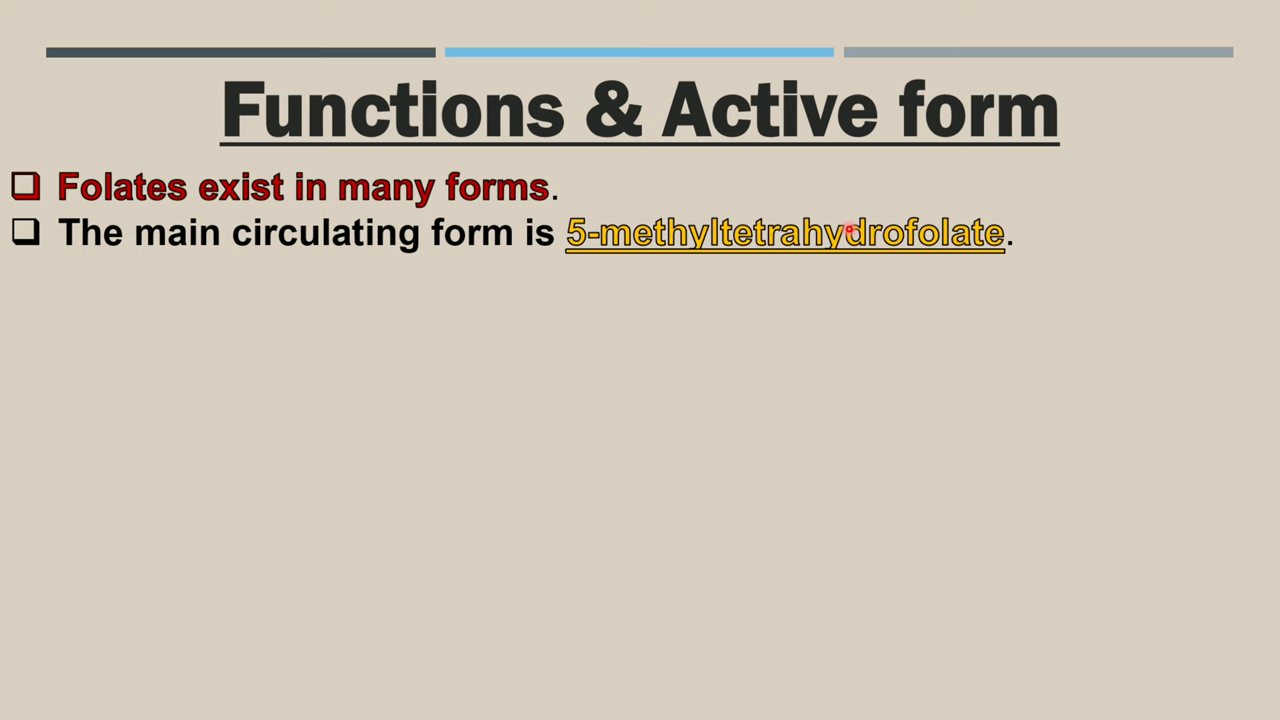 Functions & Active form
❑ Folates exist in many forms.
❑ The main circulating form is 5-methyltetrahydrofolate.